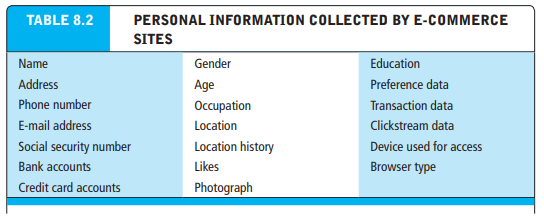 TABLE 8.2
PERSONAL INFORMATION COLLECTED BY E-COMMERCE
SITES
Name
Address
Phone number
E-mail address
Social security number
Bank accounts
Credit card accounts
Gender
Age
Occupation
Location
Location history
Likes
Photograph
Education
Preference data
Transaction data
Clickstream data
Device used for access
Browser type